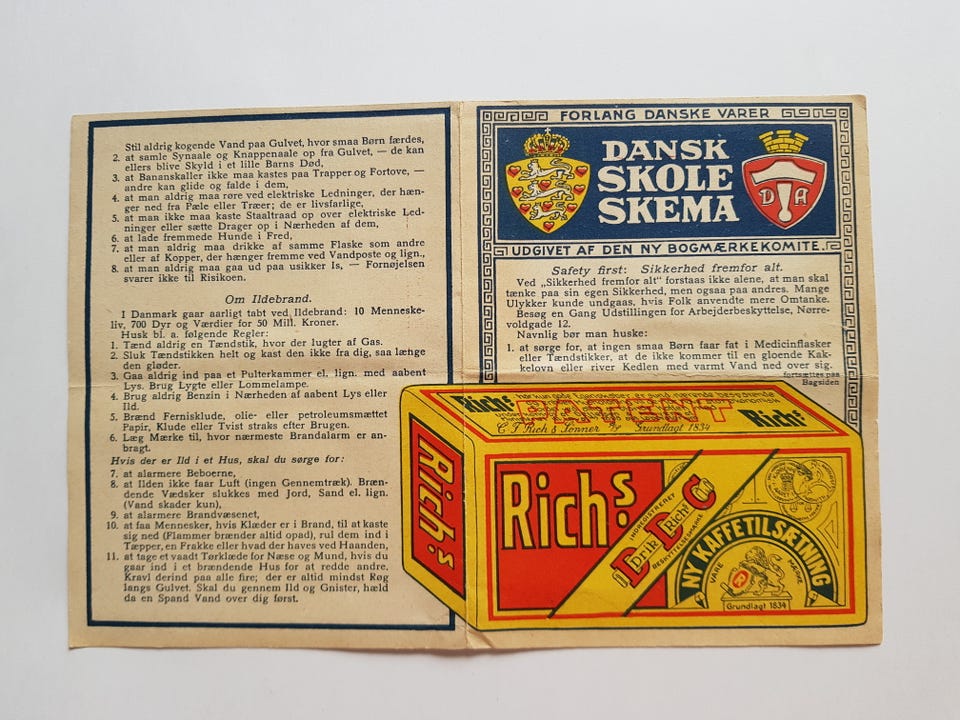 Stil aldrig kogende Vand paa Gulvet, hvor smaa Børn færdes,
2. at samle Synaale og Knappenaale op fra Gulvet, — de kan
ellers blive Skyld i et lille Barns Død,
3. at Bananskaller ikke maa kastes paa Trapper og Fortove, —
andre kan glide og falde i dem,
4. at man aldrig maa røre ved elektriske Ledninger, der hæn-
ger ned fra Pæle eller Træer; de er livsfarlige,
5. at man ikke maa kaste Staaltraad op over elektriske Led-
ninger eller sætte Drager op i Nærheden af dem,
6. at lade fremmede Hunde i Fred,
7. at man aldrig maa drikke af samme Flaske som andre
eller af Kopper, der hænger fremme ved Vandposte og lign.,
8. at man aldrig maa gaa ud paa usikker Is, — Fornøjelsen
svarer ikke til Risikoen.
Om Ildebrand.
I Danmark gaar aarligt tabt ved Ildebrand: 10 Menneske-
liv, 700 Dyr og Værdier for 50 Mill. Kroner.
Husk bl. a. følgende Regler:
1. Tænd aldrig en Tændstik, hvor der lugter af Gas.
2. Sluk Tændstikken helt og kast den ikke fra dig, saa længe
den gløder.
3. Gaa aldrig ind paa et Pulterkammer el. lign. med aabent
Lys. Brug Lygte eller Lommelampe.
4. Brug aldrig Benzin i Nærheden af aabent Lys eller
Ild.
5. Brænd Fernisklude, olie- eller petroleumsmættet
Papir, Klude eller Tvist straks efter Brugen.
6. Læg Mærke til, hvor nærmeste Brandalarm er an-
bragt.
Hvis der er Ild i et Hus, skal du sørge for:
7. at alarmere Beboerne,
8. at Ilden ikke faar Luft (ingen Gennemtræk). Bræn-
dende Vædsker slukkes med Jord, Sand el. lign.
(Vand skader kun),
9. at alarmere Brandvæsenet,
10. at faa Mennesker, hvis Klæder er i Brand, til at kaste
sig ned (Flammer brænder altid opad), rul dem ind i
Tæpper, en Frakke eller hvad der haves ved Haanden,
11. at tage et vaadt Tørklæde for Næse og Mund, hvis du
gaar ind i et brændende Hus for at redde andre.
Kravl derind paa alle fire; der er altid mindst Røg
langs Gulvet. Skal du gennem Ild og Gnister, hæld
da en Spand Vand over dig først.
FORLANG DANSKE VARER
DANSK
SKOLE
SKEMA
D A
UDGIVET AF DEN NY BOGMÆRKEKOMITE.
Safety first: Sikkerhed fremfor alt.
Ved „Sikkerhed fremfor alt" forstaas ikke alene, at man skal
tænke paa sin egen Sikkerhed, men ogsaa paa andres. Mange
Ulykker kunde undgaas, hvis Folk anvendte mere Omtanke.
Besøg en Gang Udstillingen for Arbejderbeskyttelse, Nørre-
voldgade 12.
Navnlig bør man huske:
1. at sørge for, at ingen smaa Børn faar fat i Medicinflasker
eller Tændstikker, at de ikke kommer til en gloende Kak-
kelovn eller river Kedlen med varmt Vand ned over sig.
fortsættes paa
Bagsiden
Rich's
PATENT
Rich's
C. F. Rich & Sønner A/S Grundlagt 1834
Rich's
Rich's
INDREGISTRERET
Drik Rich's
BESKYTTELSESMÆRKE
NY KAFFETILSÆTNING
VARE MÆRKE
R
Grundlagt 1834